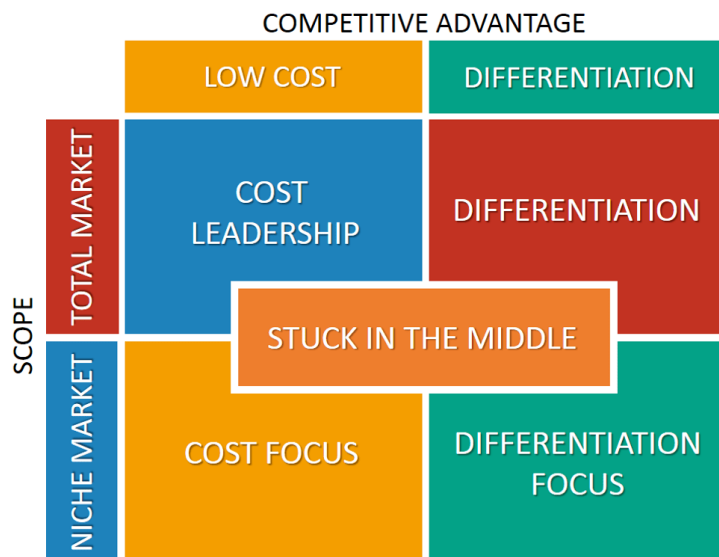 COMPETITIVE ADVANTAGE
LOW COST
DIFFERENTIATION
SCOPE
TOTAL MARKET
COST
LEADERSHIP
DIFFERENTIATION
STUCK IN THE MIDDLE
NICHE MARKET
COST FOCUS
DIFFERENTIATION
FOCUS